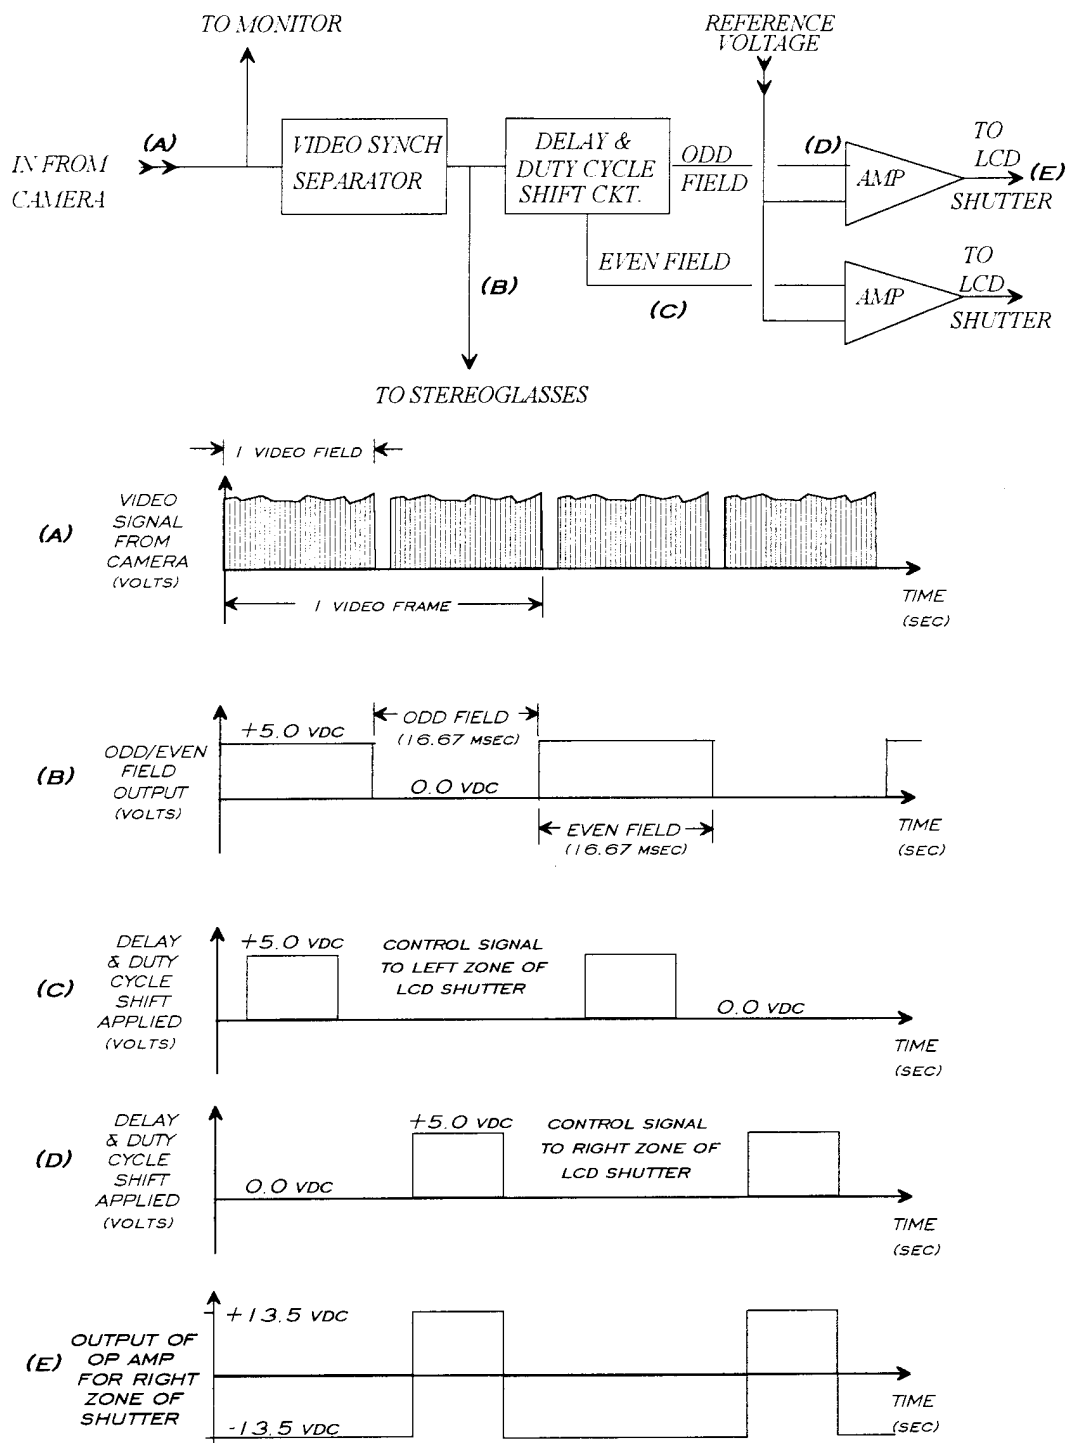 TO MONITOR
REFERENCE
VOLTAGE
(A)
IN FROM
CAMERA
VIDEO SYNCH
SEPARATOR
DELAY &
DUTY CYCLE
SHIFT CKT.
ODD
FIELD
(D)
AMP
TO
LCD
SHUTTER
(E)
(B)
EVEN FIELD
(C)
AMP
TO
LCD
SHUTTER
TO STEREOGLASSES
1 VIDEO FIELD
(A)
VIDEO
SIGNAL
FROM
CAMERA
(VOLTS)
1 VIDEO FRAME
TIME
(SEC)
(B)
ODD/EVEN
FIELD
OUTPUT
(VOLTS)
+5.0 VDC
ODD FIELD
(16.67 MSEC)
0.0 VDC
EVEN FIELD
(16.67 MSEC)
TIME
(SEC)
(C)
DELAY
& DUTY
CYCLE
SHIFT
APPLIED
(VOLTS)
+5.0 VDC
CONTROL SIGNAL
TO LEFT ZONE OF
LCD SHUTTER
0.0 VDC
TIME
(SEC)
(D)
DELAY
& DUTY
CYCLE
SHIFT
APPLIED
(VOLTS)
0.0 VDC
+5.0 VDC
CONTROL SIGNAL
TO RIGHT ZONE OF
LCD SHUTTER
TIME
(SEC)
(E)
OUTPUT OF
OP AMP
FOR RIGHT
ZONE OF
SHUTTER
+13.5 VDC
-13.5 VDC
TIME
(SEC)